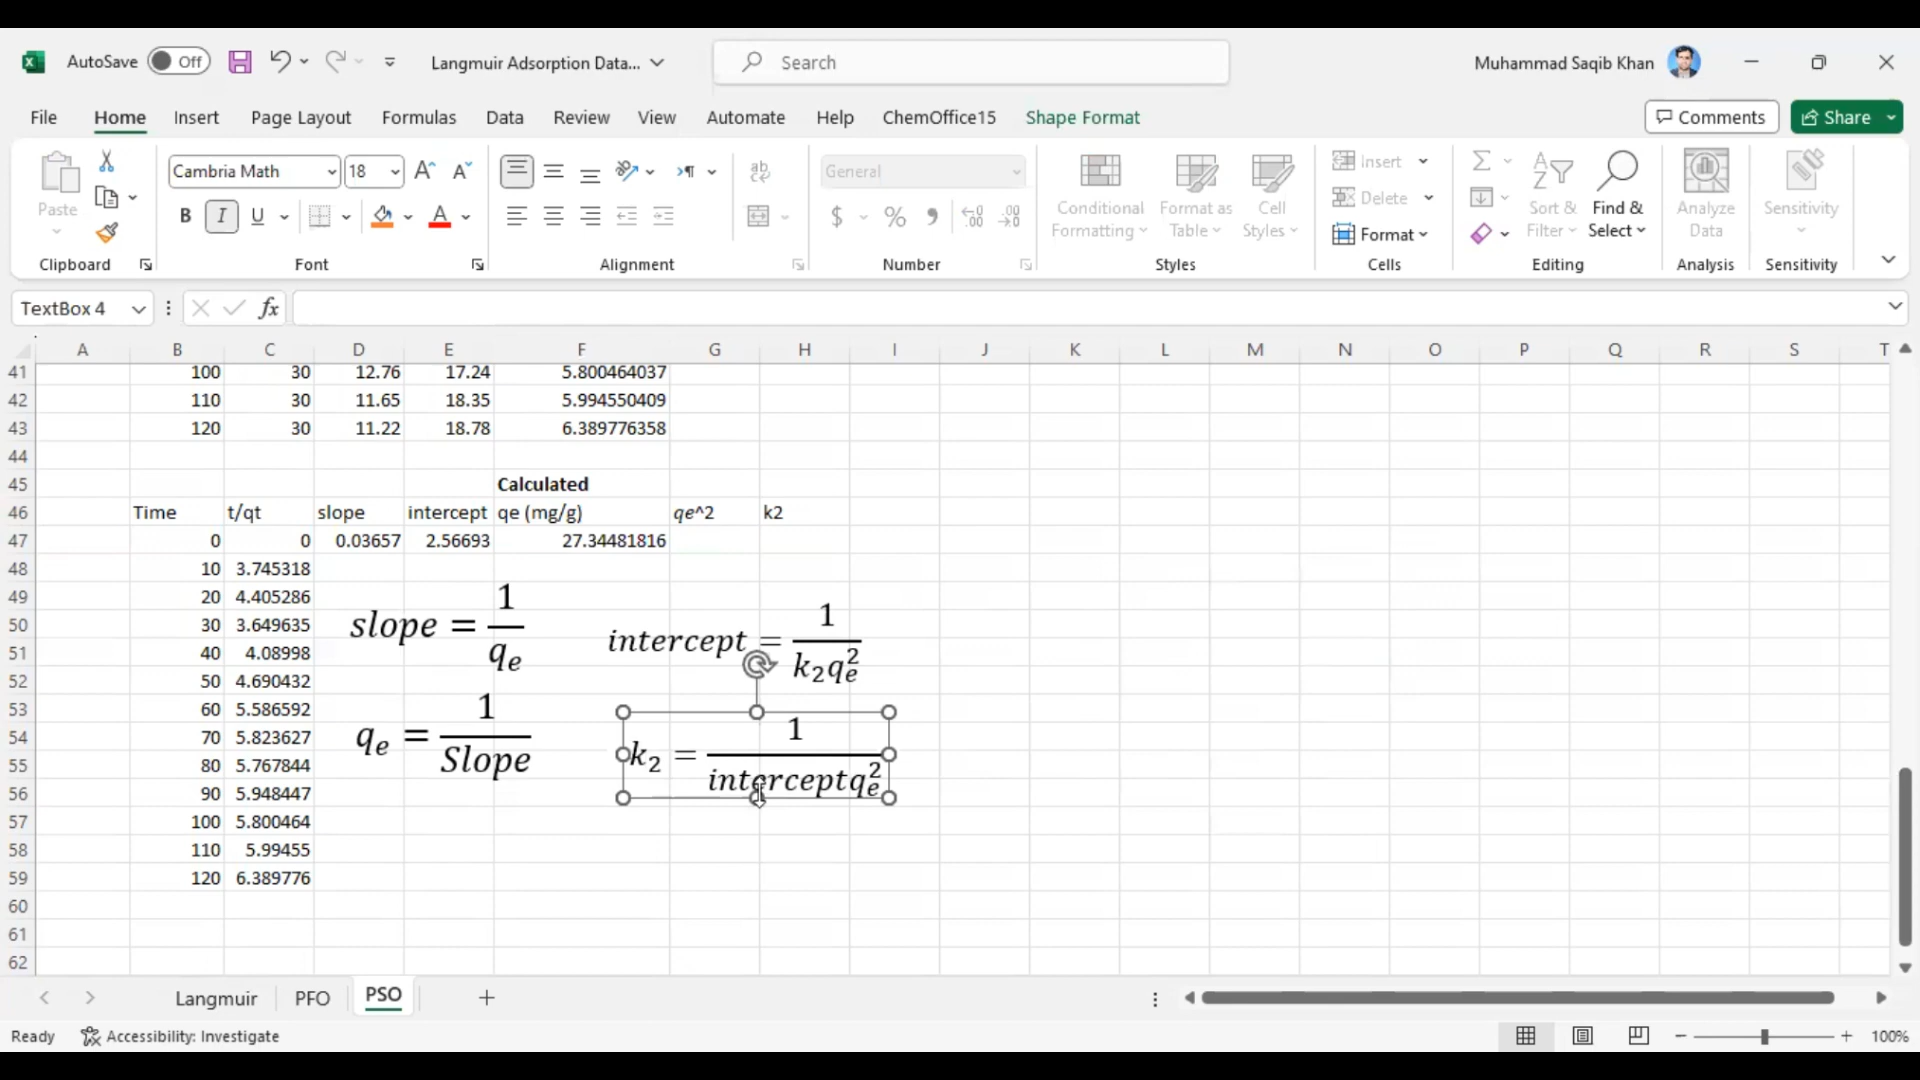 AutoSave Off Langmuir Adsorption Data... Search Muhammad Saqib Khan
File Home Insert Page Layout Formulas Data Review View Automate Help ChemOffice15 Shape Format Comments Share
Paste Cambria Math 18 General Conditional Formatting Format as Table Cell Styles Insert Delete Format Sort & Filter Find & Select Analyze Data Sensitivity
Clipboard Font Alignment Number Styles Cells Editing Analysis Sensitivity
TextBox 4 fx
A B C D E F G H I J K L M N O P Q R S T
41 100 30 12.76 17.24 5.800464037
42 110 30 11.65 18.35 5.994550409
43 120 30 11.22 18.78 6.389776358
44
45 Calculated
46 Time t/qt slope intercept qe (mg/g) qe^2 k2
47 0 0 0.03657 2.56693 27.34481816
48 10 3.745318
49 20 4.405286
50 30 3.649635
51 40 4.08998
52 50 4.690432
53 60 5.586592
54 70 5.823627
55 80 5.767844
56 90 5.948447
57 100 5.800464
58 110 5.99455
59 120 6.389776
60
61
62
slope = 1/qₑ
intercept = 1/k₂qₑ²
qₑ = 1/Slope
k₂ = 1/interceptqₑ²
Langmuir PFO PSO
Ready Accessibility: Investigate 100%